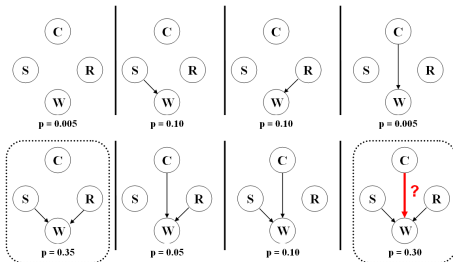 C C C C
S R S R S R S R
W W W W
p = 0.005 p = 0.10 p = 0.10 p = 0.005
C C C C
?
S R S R S R S R
W W W W
p = 0.35 p = 0.05 p = 0.10 p = 0.30